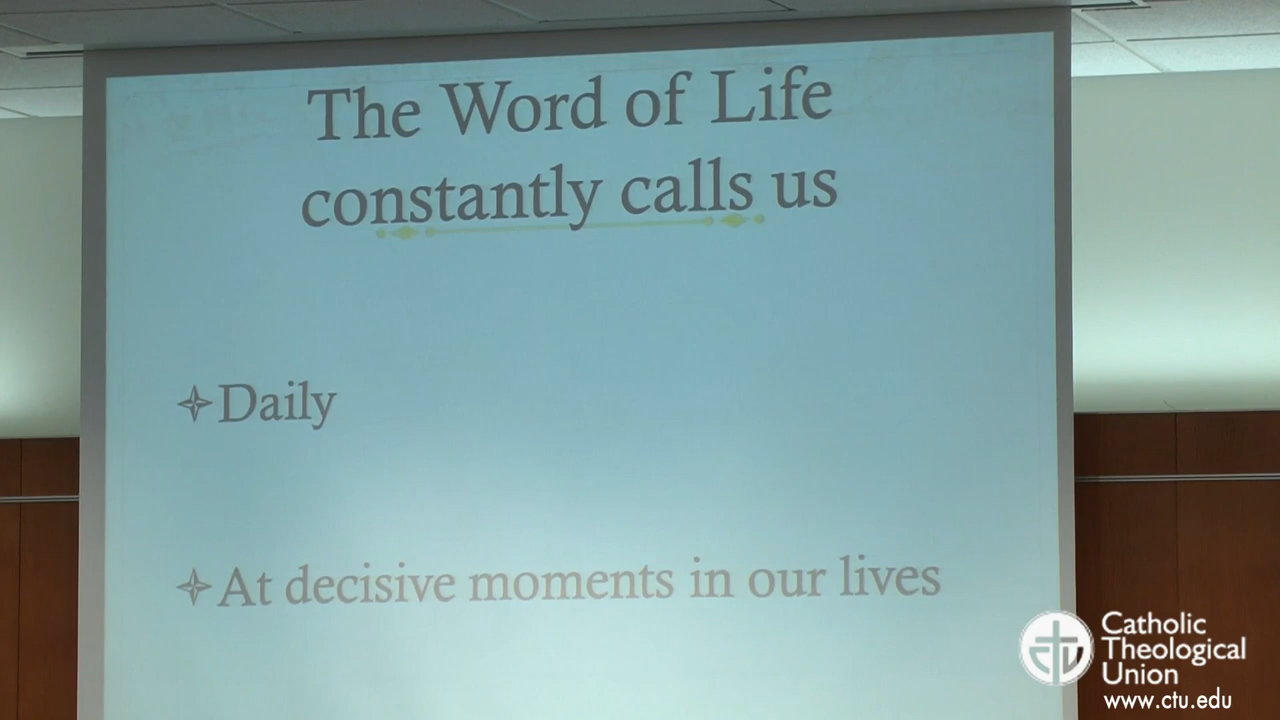 The Word of Life
constantly calls us
Daily
At decisive moments in our lives
Catholic
Theological
Union
www.ctu.edu